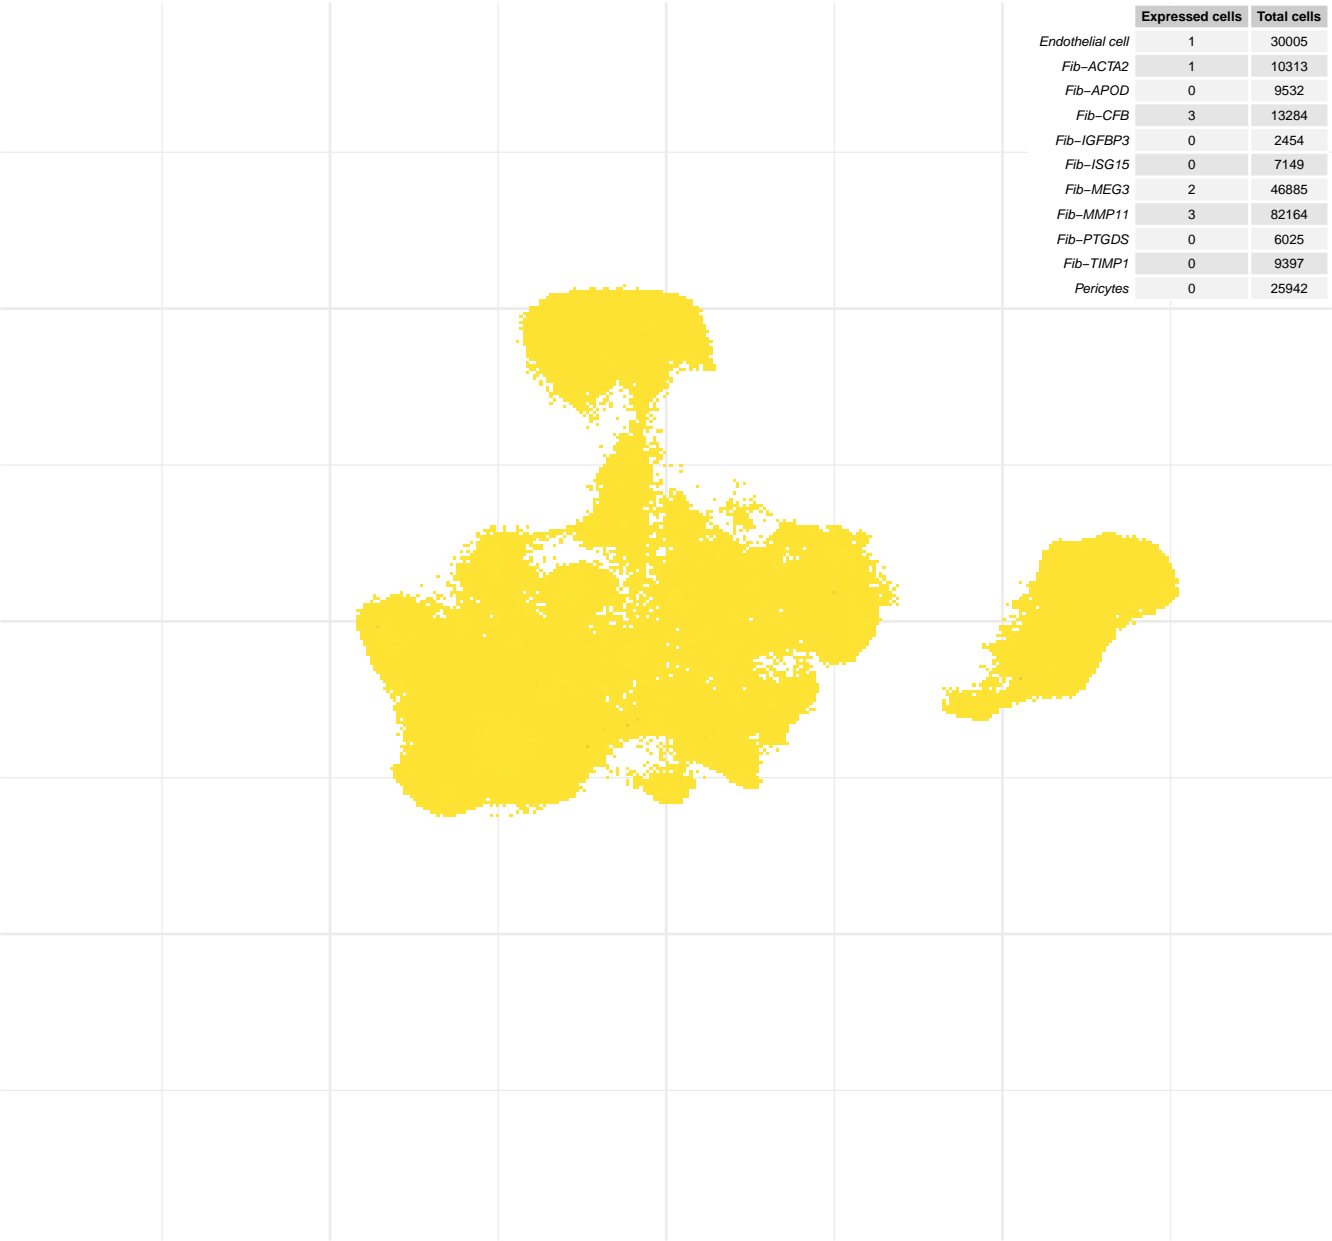 Expressed cells Total cells
Endothelial cell 1 30005
Fib−ACTA2 1 10313
Fib−APOD 0 9532
Fib−CFB 3 13284
Fib−IGFBP3 0 2454
Fib−ISG15 0 7149
Fib−MEG3 2 46885
Fib−MMP11 3 82164
Fib−PTGDS 0 6025
Fib−TIMP1 0 9397
Pericytes 0 25942